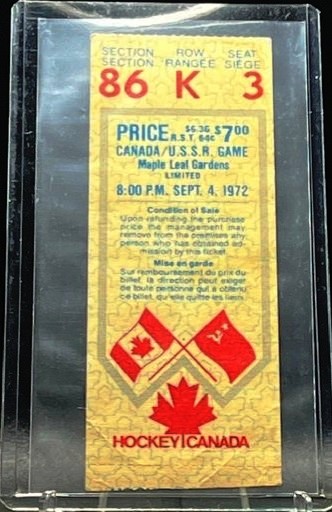 SECTION ROW SEAT
SECTION RANGÉE SIÈGE
86 K 3
PRICE $6.36 R.S.T. 64¢ $7.00
CANADA/U.S.S.R. GAME
Maple Leaf Gardens
LIMITED
8:00 P.M. SEPT. 4, 1972
Condition of Sale
Upon refunding the purchase
price the management may
remove from the premises any
person who has obtained ad-
mission by this ticket.
Mise en garde
Sur remboursement du prix du
billet, la direction peut exiger
de toute personne qui a obtenu
ce billet, qu'elle quitte les lieux.
HOCKEY CANADA